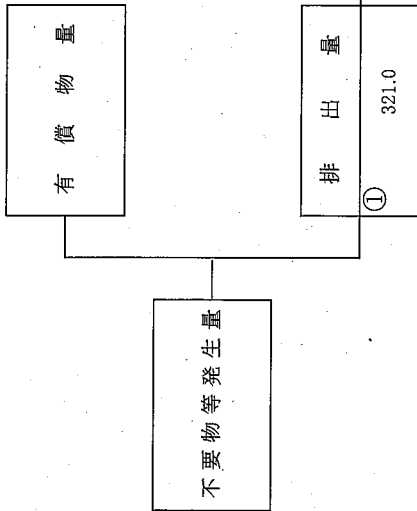 有償物量
不要物等発生量
排出量
①
321.0